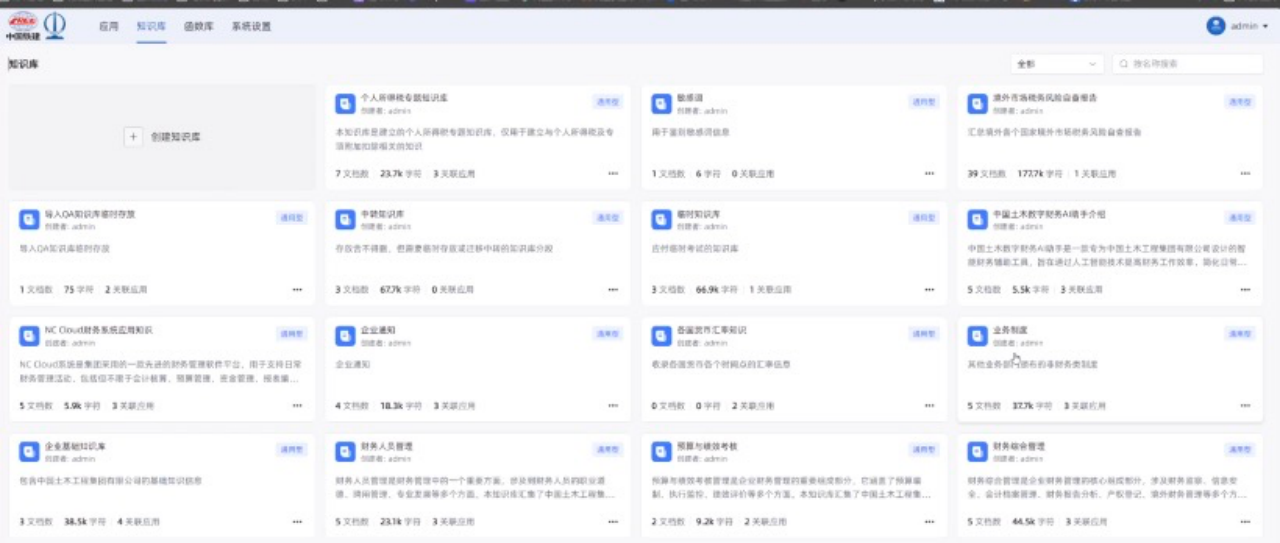 中国铁建
应用 知识库 函数库 系统设置
admin
知识库
全部
按名称搜索
创建知识库
个人所得税专题知识库
通用型
创建者: admin
本知识库是建立的个人所得税专题知识库，仅用于建立与个人所得税及专
项附加扣除相关的知识
7 文档数 23.7k 字符 3 关联应用
敏感词
通用型
创建者: admin
用于鉴别敏感词信息
1 文档数 6 字符 0 关联应用
境外市场税务风险自查报告
通用型
创建者: admin
汇总境外各个国家境外市场税务风险自查报告
39 文档数 177.7k 字符 1 关联应用
导入QA知识库临时存放
通用型
创建者: admin
导入QA知识库临时存放
1 文档数 75 字符 2 关联应用
中转知识库
通用型
创建者: admin
存放舍不得删，但需要临时存放或迁移中转的知识库分段
3 文档数 67.7k 字符 0 关联应用
临时知识库
通用型
创建者: admin
应付临时考试的知识库
3 文档数 66.9k 字符 1 关联应用
中国土木数字财务AI助手介绍
通用型
创建者: admin
中国土木数字财务AI助手是一款专为中国土木工程集团有限公司设计的智
能财务辅助工具，旨在通过人工智能技术提高财务工作效率，简化日常...
5 文档数 5.5k 字符 3 关联应用
NC Cloud财务系统应用知识
通用型
创建者: admin
NC Cloud系统是集团采用的一款先进的财务管理软件平台，用于支持日常
财务管理活动，包括但不限于会计核算、预算管理、资金管理、报表编...
5 文档数 5.9k 字符 3 关联应用
企业通知
通用型
创建者: admin
企业通知
4 文档数 18.3k 字符 3 关联应用
各国货币汇率知识
通用型
创建者: admin
收录各国货币各个时间点的汇率信息
0 文档数 0 字符 2 关联应用
业务制度
通用型
创建者: admin
其他业务部门颁布的非财务类制度
5 文档数 37.7k 字符 3 关联应用
企业基础知识库
通用型
创建者: admin
包含中国土木工程集团有限公司的基础知识信息
3 文档数 38.5k 字符 4 关联应用
财务人员管理
通用型
创建者: admin
财务人员管理是财务管理中的一个重要方面，涉及到财务人员的职业道
德、聘用管理、专业发展等多个方面。本知识库汇集了中国土木工程集...
5 文档数 23.1k 字符 3 关联应用
预算与绩效考核
通用型
创建者: admin
预算与绩效考核管理是企业财务管理的重要组成部分，它涵盖了预算编
制、执行监控、绩效评价等多个方面。本知识库汇集了中国土木工程集...
2 文档数 9.2k 字符 2 关联应用
财务综合管理
通用型
创建者: admin
财务综合管理是企业财务管理的核心组成部分，涉及财务监察、信息安
全、会计档案管理、财务报告分析、产权登记、境外财务管理等多个方...
5 文档数 44.5k 字符 3 关联应用